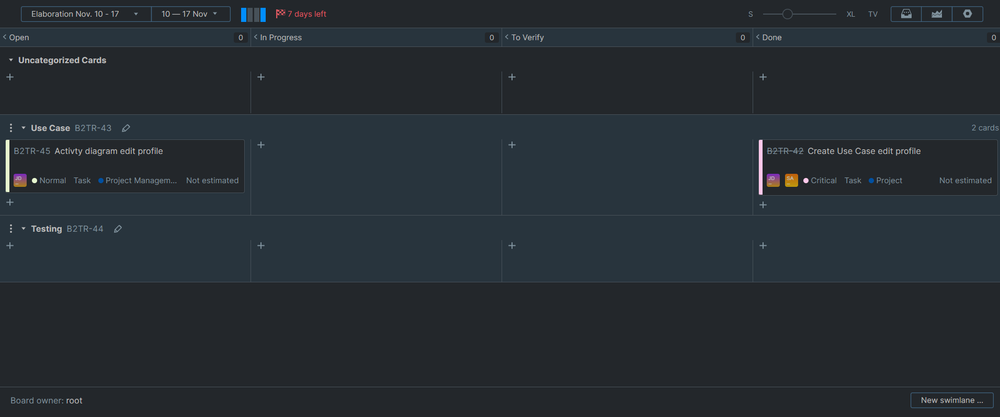 Elaboration Nov. 10 - 17 10 — 17 Nov 7 days left S XL TV
Open 0 In Progress 0 To Verify 0 Done 0
Uncategorized Cards
Use Case B2TR-43 2 cards
B2TR-45 Activty diagram edit profile
JD Normal Task Project Managem... Not estimated
B2TR-42 Create Use Case edit profile
JD SA Critical Task Project Not estimated
Testing B2TR-44
Board owner: root New swimlane ...